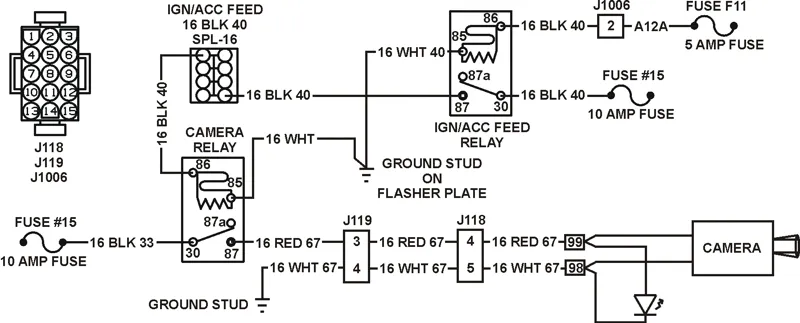 1 2 3
4 5 6
7 8 9
10 11 12
13 14 15
J118
J119
J1006
IGN/ACC FEED
16 BLK 40
SPL-16
16 BLK 40
16 BLK 40
16 WHT 40
86
85
87a
87 30
IGN/ACC FEED
RELAY
16 BLK 40
J1006
2
A12A
FUSE F11
5 AMP FUSE
16 BLK 40
FUSE #15
10 AMP FUSE
CAMERA
RELAY
16 WHT
86
85
87a
30 87
GROUND STUD
ON
FLASHER PLATE
FUSE #15
10 AMP FUSE
16 BLK 33
16 RED 67
J119
3
16 RED 67
J118
4
16 RED 67
99
CAMERA
16 WHT 67
4
16 WHT 67
5
16 WHT 67
98
GROUND STUD